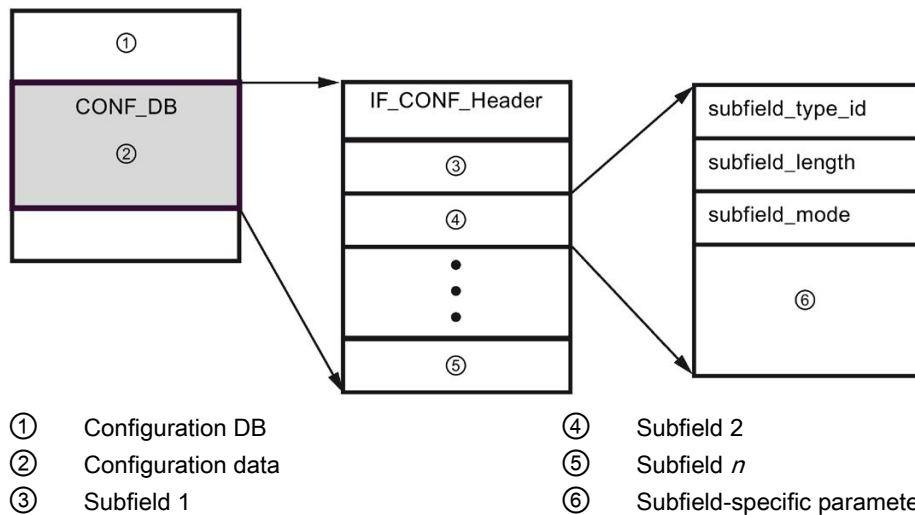 ①
CONF_DB
②
IF_CONF_Header
③
④
⑤
subfield_type_id
subfield_length
subfield_mode
⑥
① Configuration DB
② Configuration data
③ Subfield 1
④ Subfield 2
⑤ Subfield n
⑥ Subfield-specific paramete